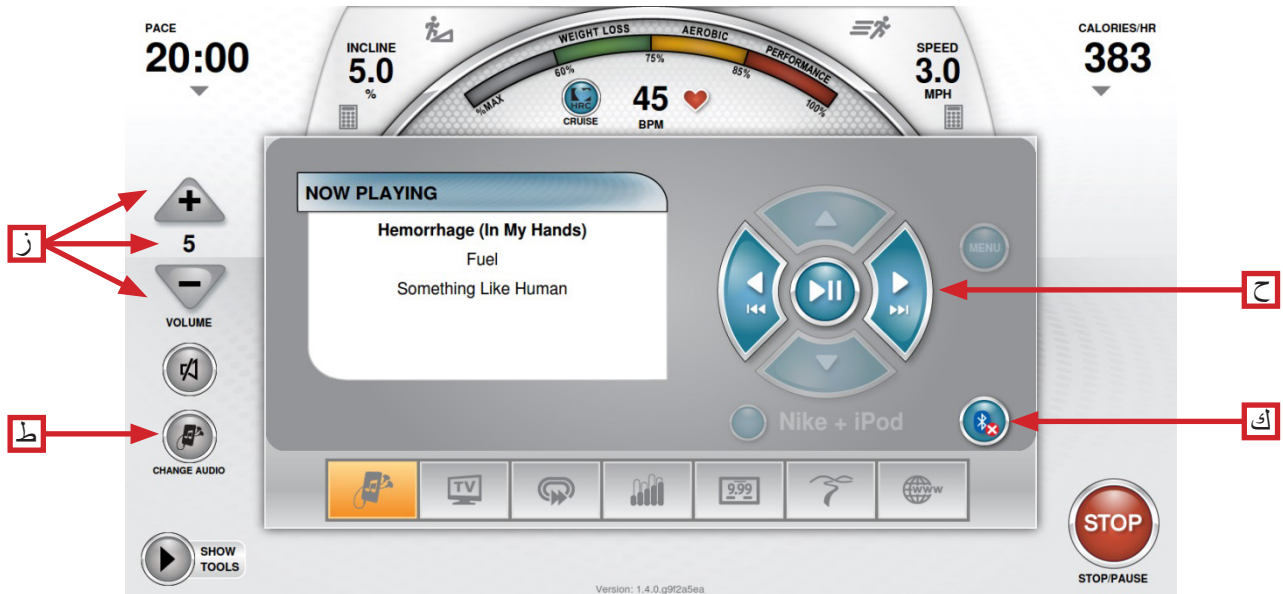 PACE
20:00
INCLINE
5.0
%
WEIGHT LOSS
AEROBIC
PERFORMANCE
%MAX
60%
75%
85%
100%
HRC
CRUISE
45
BPM
SPEED
3.0
MPH
CALORIES/HR
383
NOW PLAYING
Hemorrhage (In My Hands)
Fuel
Something Like Human
MENU
Nike + iPod
+
5
-
VOLUME
CHANGE AUDIO
SHOW
TOOLS
TV
9.99
www
STOP
STOP/PAUSE
Version: 1.4.0.g9f2a5ea
ز
ط
ح
ك